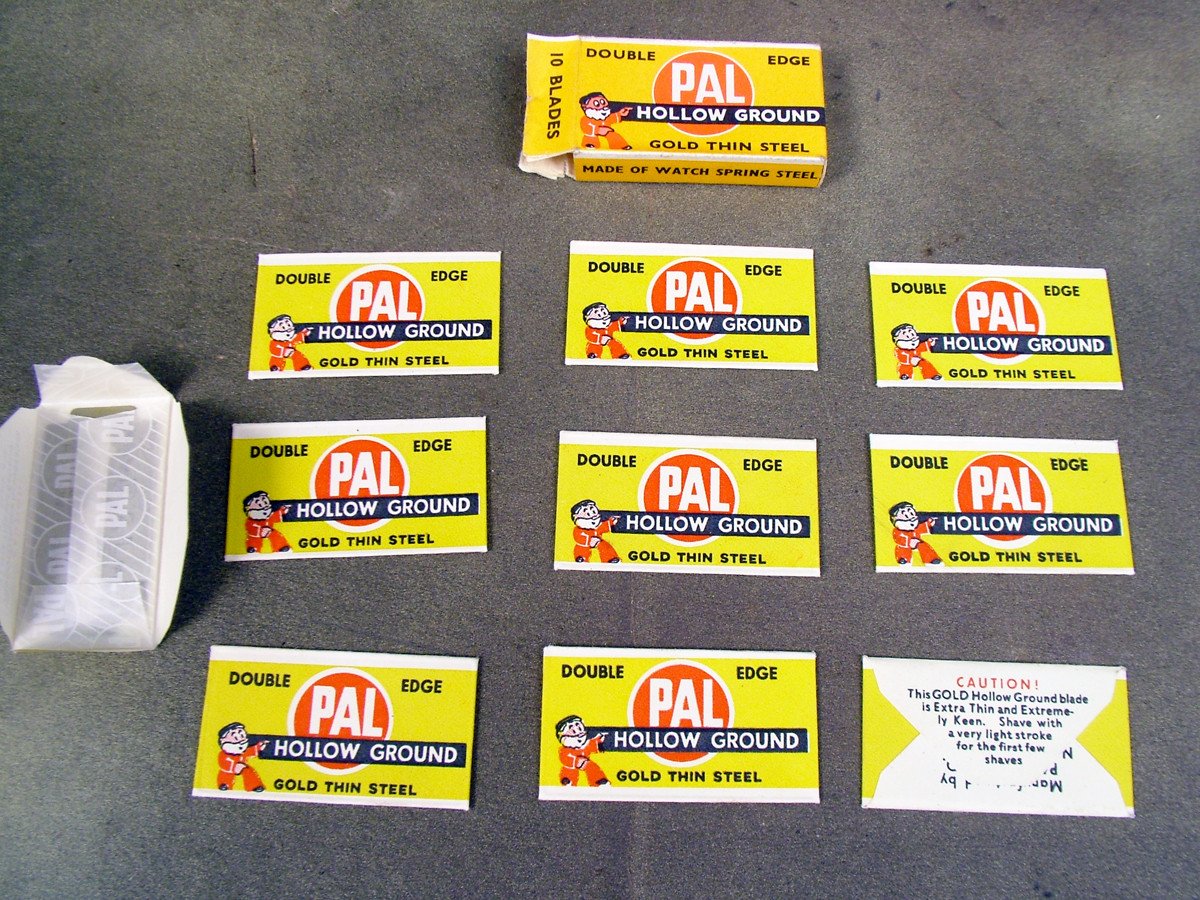 10 BLADES
DOUBLE EDGE
PAL
HOLLOW GROUND
GOLD THIN STEEL
MADE OF WATCH SPRING STEEL
DOUBLE EDGE
PAL
HOLLOW GROUND
GOLD THIN STEEL
DOUBLE EDGE
PAL
HOLLOW GROUND
GOLD THIN STEEL
DOUBLE EDGE
PAL
HOLLOW GROUND
GOLD THIN STEEL
PAL
PAL
PAL
PAL
DOUBLE EDGE
PAL
HOLLOW GROUND
GOLD THIN STEEL
DOUBLE EDGE
PAL
HOLLOW GROUND
GOLD THIN STEEL
DOUBLE EDGE
PAL
HOLLOW GROUND
GOLD THIN STEEL
DOUBLE EDGE
PAL
HOLLOW GROUND
GOLD THIN STEEL
DOUBLE EDGE
PAL
HOLLOW GROUND
GOLD THIN STEEL
CAUTION!
This GOLD Hollow Ground blade
is Extra Thin and Extreme-
ly Keen. Shave with
a very light stroke
for the first few
shaves
by